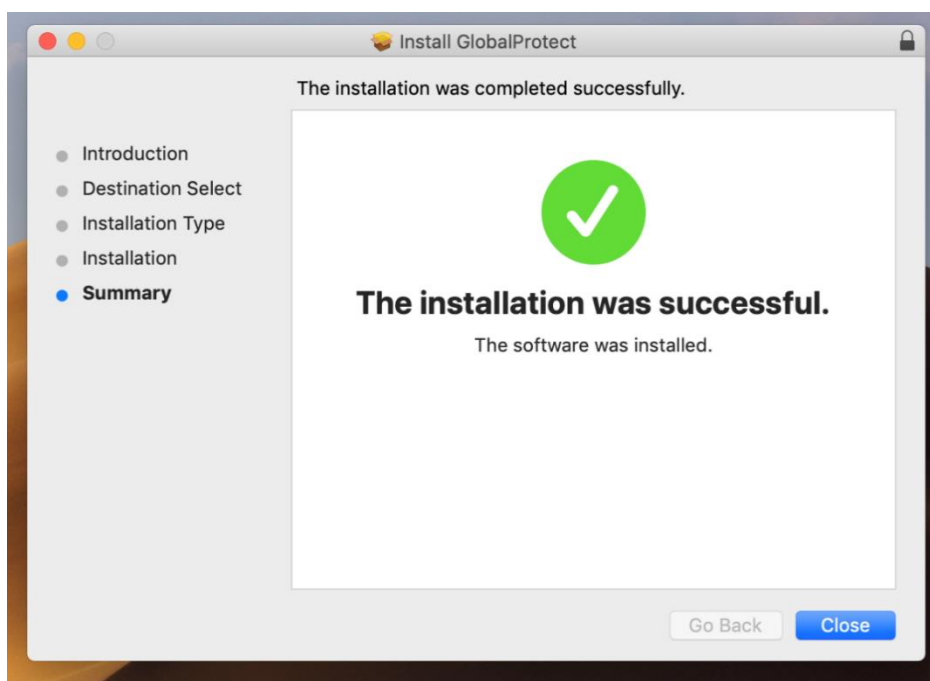 Install GlobalProtect
The installation was completed successfully.
Introduction
Destination Select
Installation Type
Installation
Summary
The installation was successful.
The software was installed.
Go Back
Close